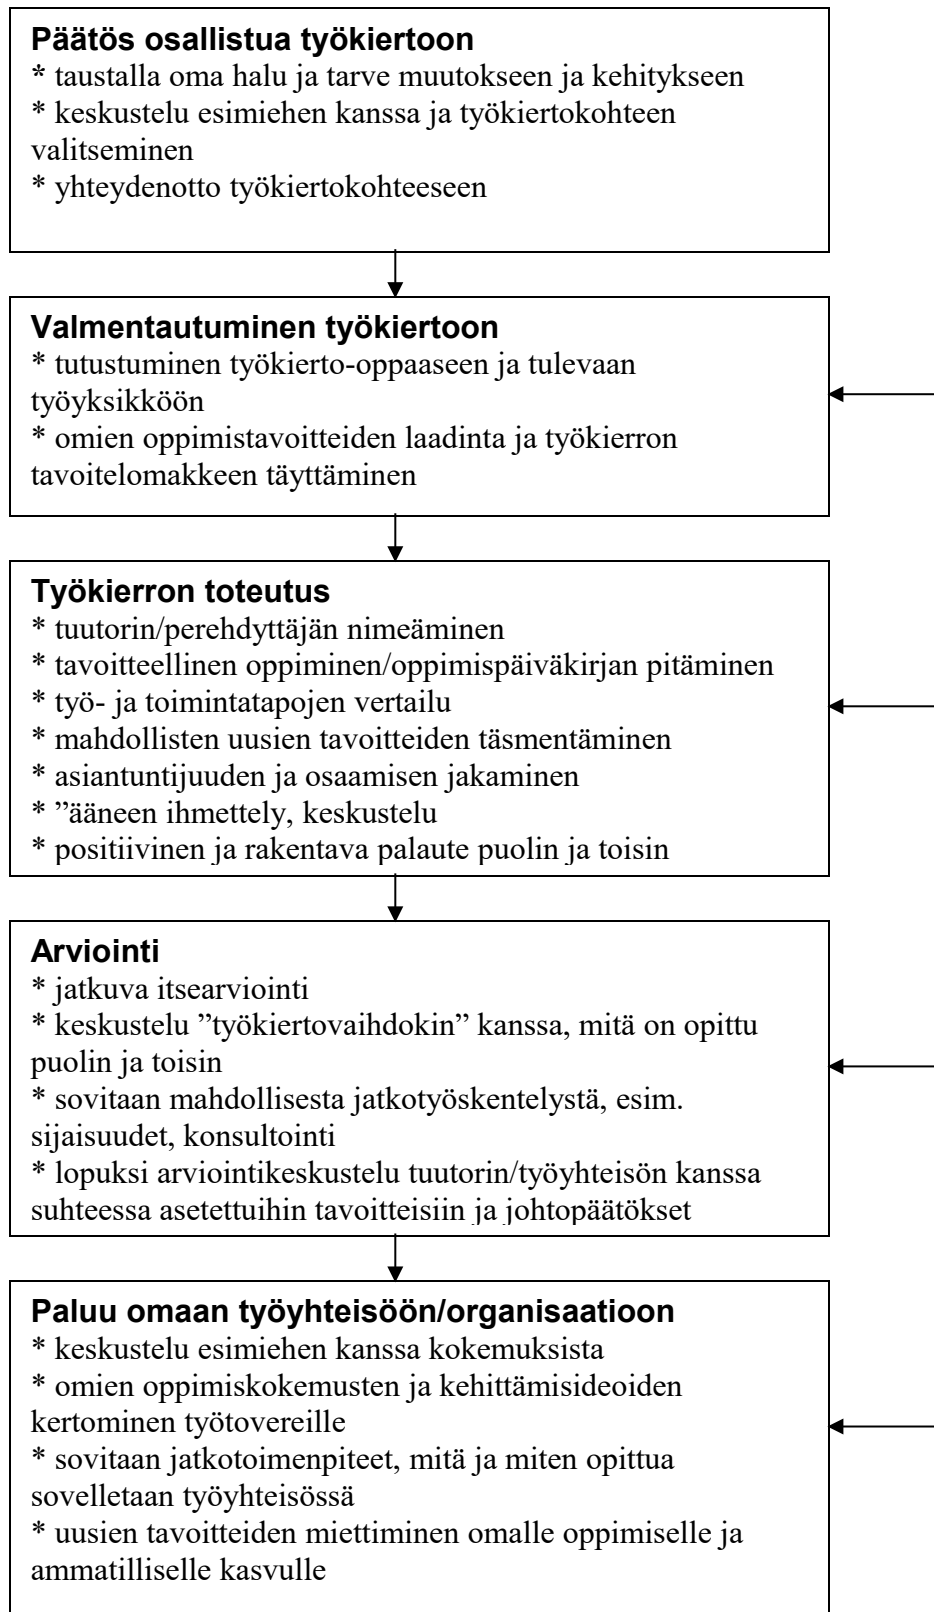 Päätös osallistua työkiertoon
* taustalla oma halu ja tarve muutokseen ja kehitykseen
* keskustelu esimiehen kanssa ja työkiertokohteen
valitseminen
* yhteydenotto työkiertokohteeseen
Valmentautuminen työkiertoon
* tutustuminen työkierto-oppaaseen ja tulevaan
työyksikköön
* omien oppimistavoitteiden laadinta ja työkierron
tavoitelomakkeen täyttäminen
Työkierron toteutus
* tuutorin/perehdyttäjän nimeäminen
* tavoitteellinen oppiminen/oppimispäiväkirjan pitäminen
* työ- ja toimintatapojen vertailu
* mahdollisten uusien tavoitteiden täsmentäminen
* asiantuntijuuden ja osaamisen jakaminen
* ”ääneen ihmettely, keskustelu
* positiivinen ja rakentava palaute puolin ja toisin
Arviointi
* jatkuva itsearviointi
* keskustelu ”työkiertovaihdokin” kanssa, mitä on opittu
puolin ja toisin
* sovitaan mahdollisesta jatkotyöskentelystä, esim.
sijaisuudet, konsultointi
* lopuksi arviointikeskustelu tuutorin/työyhteisön kanssa
suhteessa asetettuihin tavoitteisiin ja johtopäätökset
Paluu omaan työyhteisöön/organisaatioon
* keskustelu esimiehen kanssa kokemuksista
* omien oppimiskokemusten ja kehittämisideoiden
kertominen työtovereille
* sovitaan jatkotoimenpiteet, mitä ja miten opittua
sovelletaan työyhteisössä
* uusien tavoitteiden miettiminen omalle oppimiselle ja
ammatilliselle kasvulle